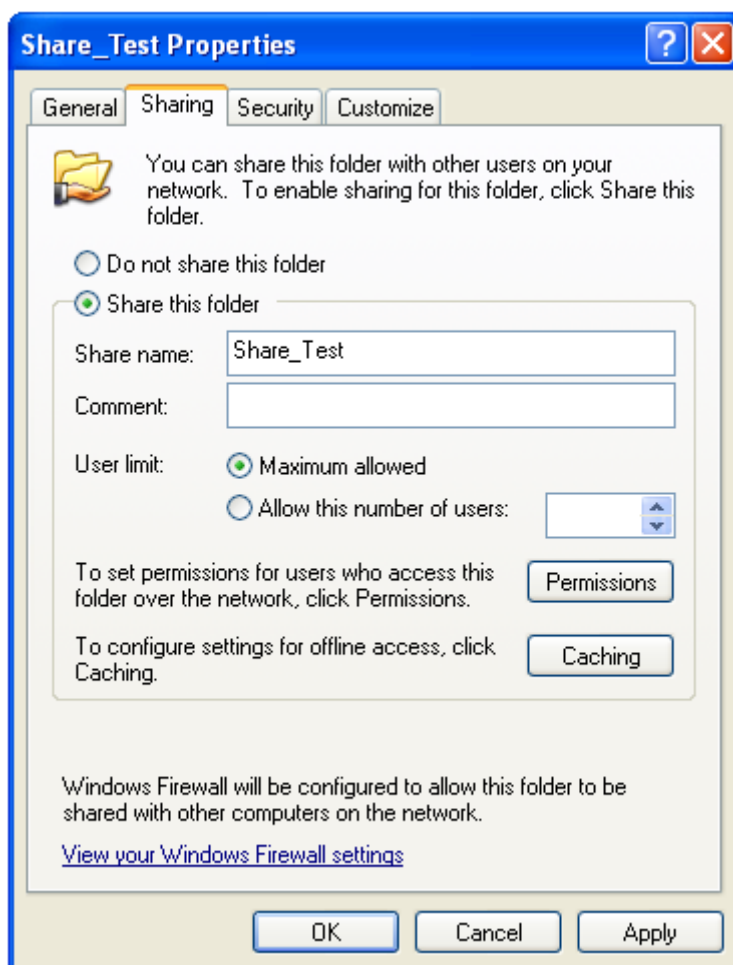 Share_Test Properties
General Sharing Security Customize
You can share this folder with other users on your
network. To enable sharing for this folder, click Share this
folder.
Do not share this folder
Share this folder
Share name: Share_Test
Comment:
User limit: Maximum allowed
Allow this number of users:
To set permissions for users who access this
folder over the network, click Permissions.
Permissions
To configure settings for offline access, click
Caching.
Caching
Windows Firewall will be configured to allow this folder to be
shared with other computers on the network.
View your Windows Firewall settings
OK Cancel Apply